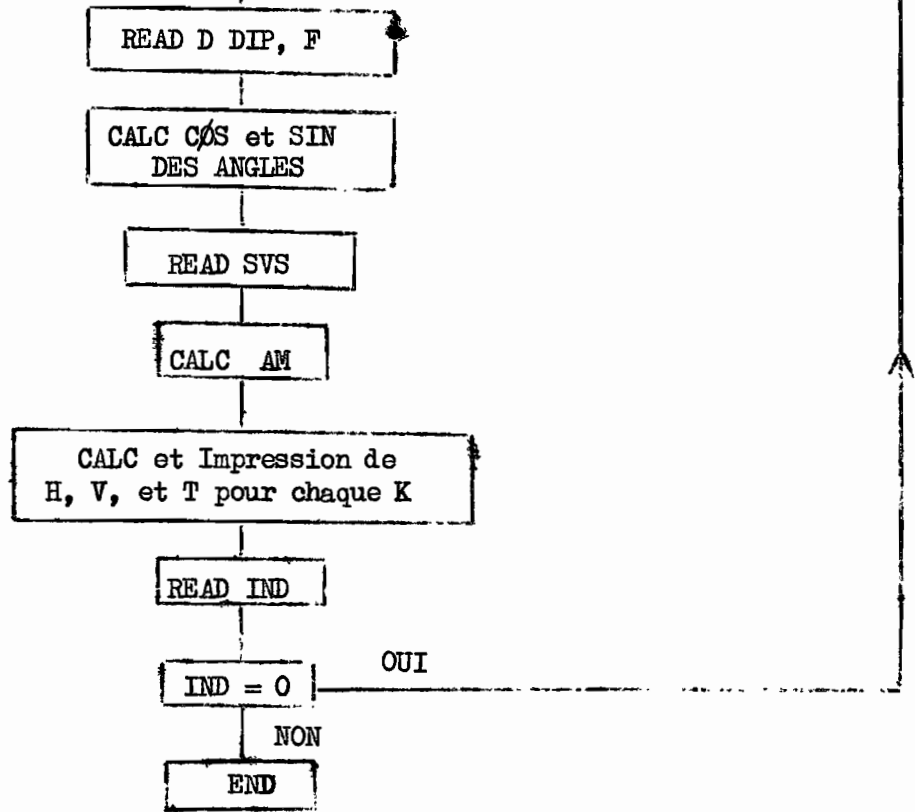 READ D DIP, F
CALC CØS et SIN
DES ANGLES
READ SVS
CALC AM
CALC et Impression de
H, V, et T pour chaque K
READ IND
IND = 0
OUI
NON
END